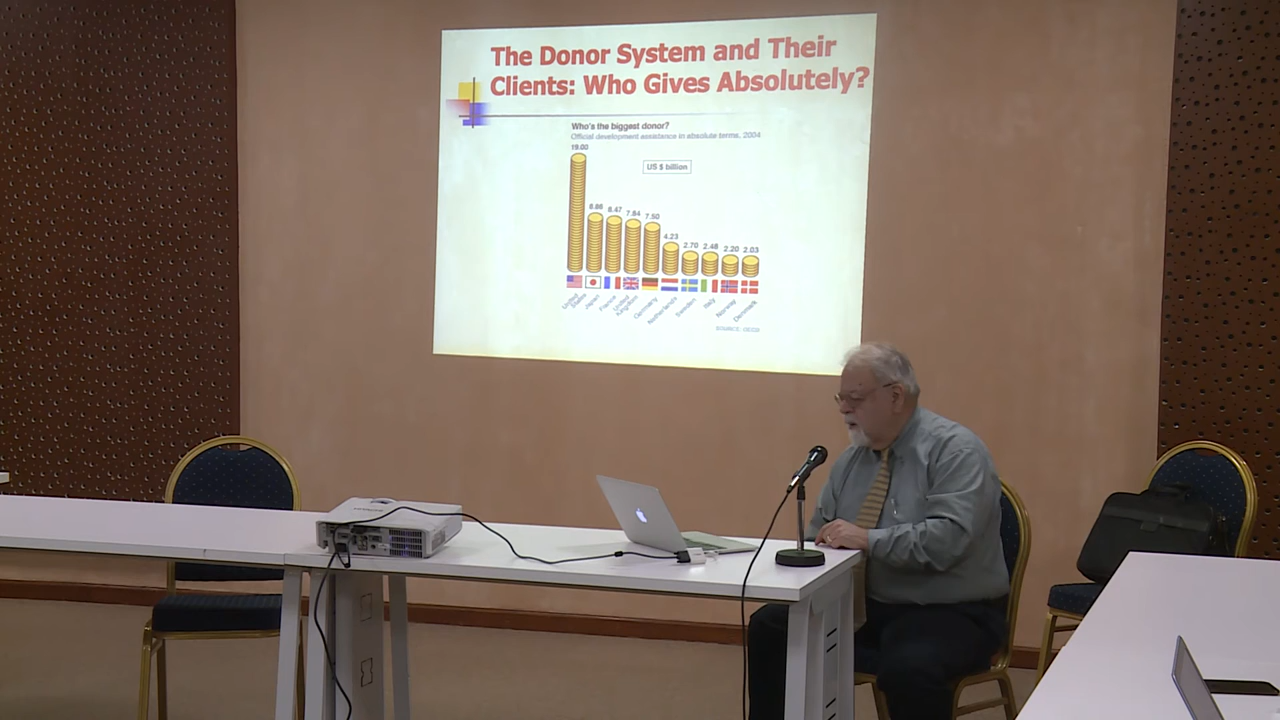 The Donor System and Their
Clients: Who Gives Absolutely?
Who's the biggest donor?
Official development assistance in absolute terms, 2004
19.00
US $ billion
8.86 8.47 7.84 7.50
4.23
2.70 2.48 2.20 2.03
United States Japan France United Kingdom Germany Netherlands Sweden Italy Norway Denmark
SOURCE: OECD